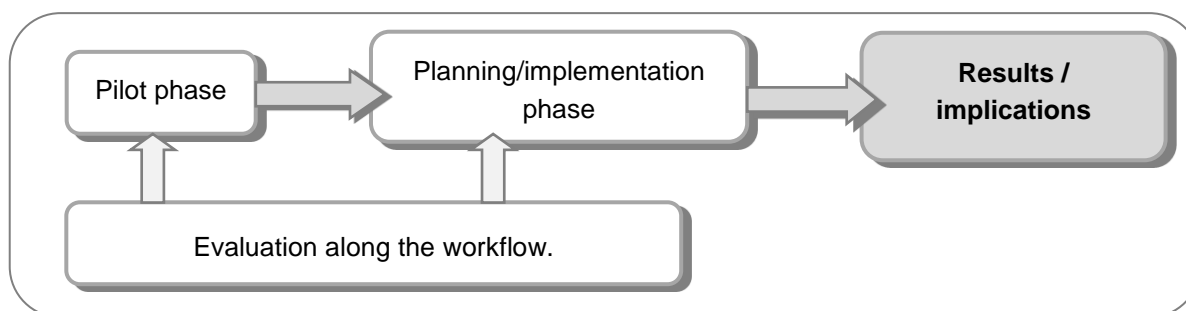 Pilot phase
Planning/implementation
phase
Results /
implications
Evaluation along the workflow.